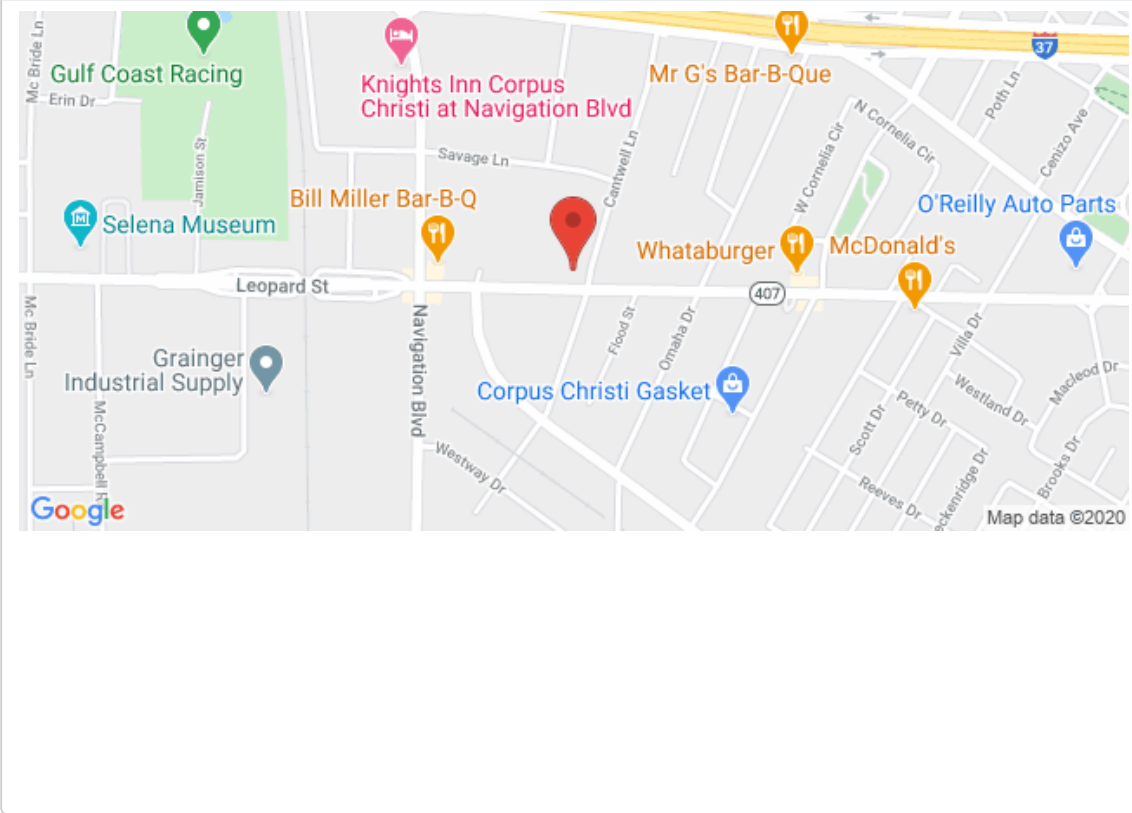 Mc Bride Ln
Gulf Coast Racing
Erin Dr
Jamison St
Knights Inn Corpus
Christi at Navigation Blvd
Mr G's Bar-B-Que
37
Poth Ln
N Cornelia Cir
Cenizo Ave
Savage Ln
Cantwell Ln
W Cornelia Cir
Bill Miller Bar-B-Q
Selena Museum
O'Reilly Auto Parts
Whataburger
McDonald's
Leopard St
407
Mc Bride Ln
Navigation Blvd
Flood St
Omaha Dr
Villa Dr
Grainger
Industrial Supply
Corpus Christi Gasket
Macleod Dr
Westland Dr
Petty Dr
Scott Dr
McCampbell R
Westway Dr
Brooks Dr
Reeves Dr
eckenridge Dr
Google
Map data ©2020